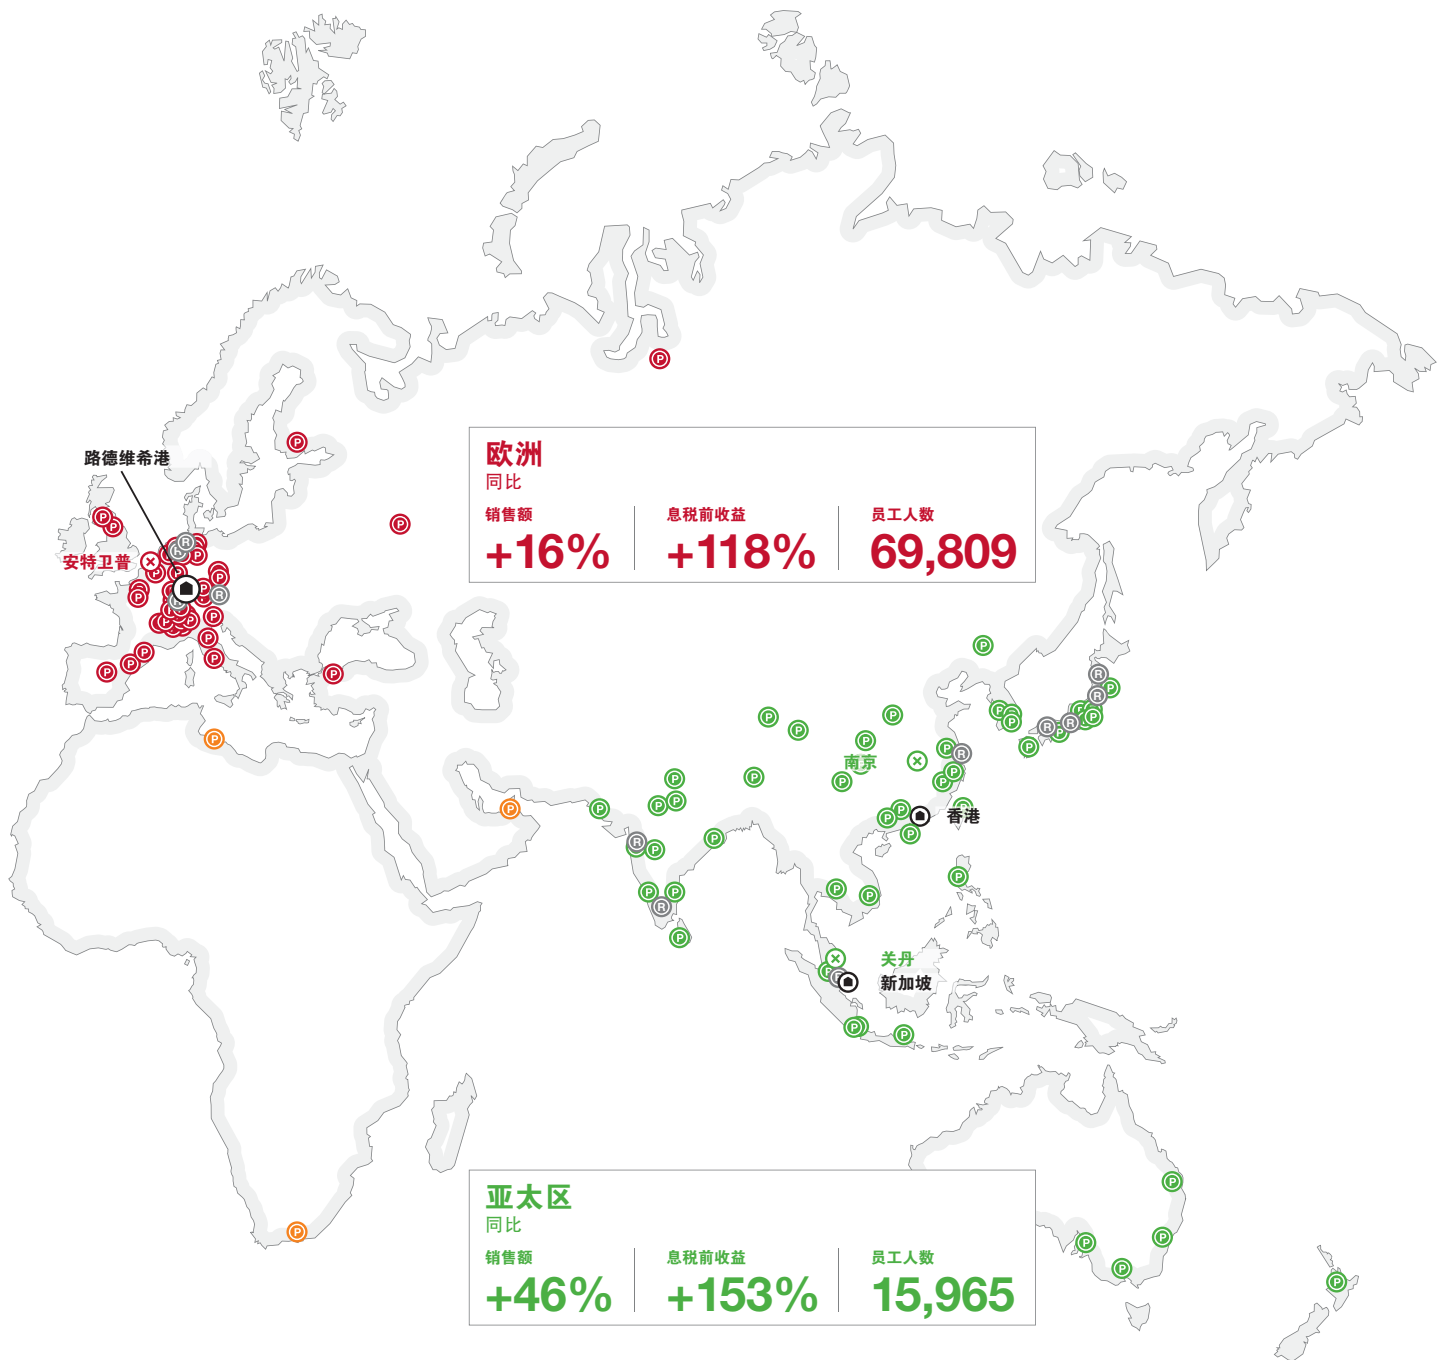 路德维希港
安特卫普
欧洲
同比
销售额
+16%
息税前收益
+118%
员工人数
69,809
南京
香港
关丹
新加坡
亚太区
同比
销售额
+46%
息税前收益
+153%
员工人数
15,965